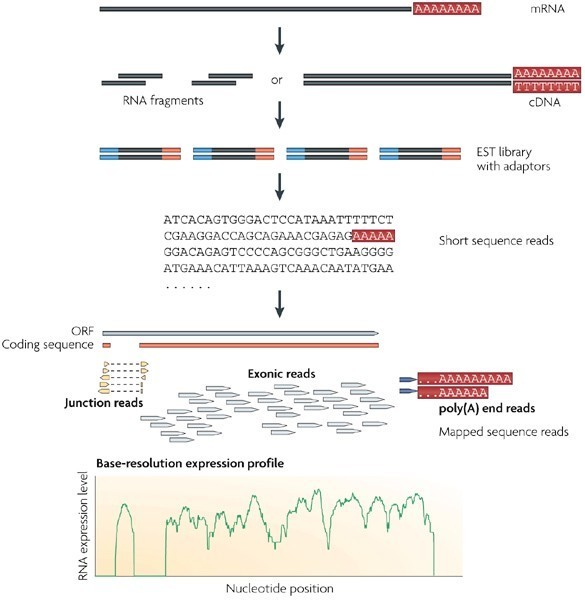 AAAAAAAA mRNA
RNA fragments
or
AAAAAAAA
TTTTTTTT
cDNA
EST library
with adaptors
ATCACAGTGGGACTCCATAAATTTTTCT
CGAAGGACCAGCAGAAACGAGAGAAAAA
GGACAGAGTCCCCAGCGGGCTGAAGGGG
ATGAAACATTAAAGTCAAACAATATGAA
......
Short sequence reads
ORF
Coding sequence
Junction reads
Exonic reads
...AAAAAAAAA
...AAAAAA
poly(A) end reads
Mapped sequence reads
Base-resolution expression profile
RNA expression level
Nucleotide position